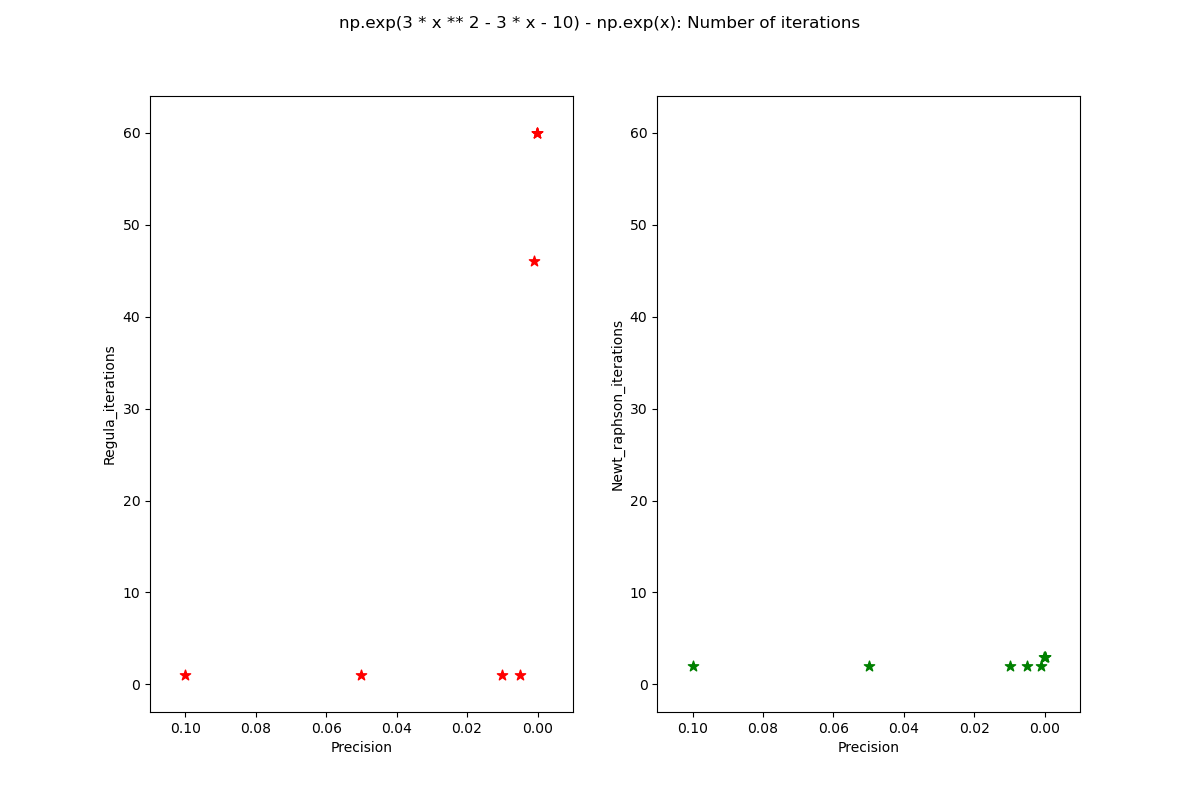 np.exp(3 * x ** 2 - 3 * x - 10) - np.exp(x): Number of iterations
Regula_iterations
60
50
40
30
20
10
0
0.10 0.08 0.06 0.04 0.02 0.00
Precision
Newt_raphson_iterations
60
50
40
30
20
10
0
0.10 0.08 0.06 0.04 0.02 0.00
Precision